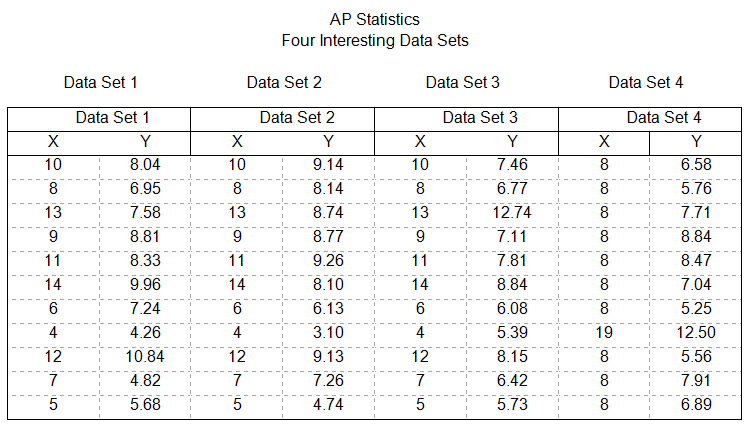 AP Statistics
Four Interesting Data Sets
Data Set 1 Data Set 2 Data Set 3 Data Set 4
Data Set 1 Data Set 2 Data Set 3 Data Set 4
X Y X Y X Y X Y
10 8.04 10 9.14 10 7.46 8 6.58
8 6.95 8 8.14 8 6.77 8 5.76
13 7.58 13 8.74 13 12.74 8 7.71
9 8.81 9 8.77 9 7.11 8 8.84
11 8.33 11 9.26 11 7.81 8 8.47
14 9.96 14 8.10 14 8.84 8 7.04
6 7.24 6 6.13 6 6.08 8 5.25
4 4.26 4 3.10 4 5.39 19 12.50
12 10.84 12 9.13 12 8.15 8 5.56
7 4.82 7 7.26 7 6.42 8 7.91
5 5.68 5 4.74 5 5.73 8 6.89